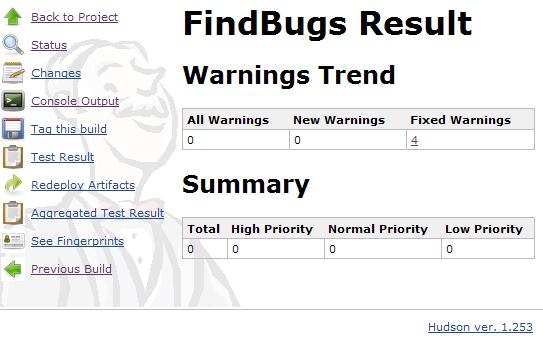 Back to Project
Status
Changes
Console Output
Tag this build
Test Result
Redeploy Artifacts
Aggregated Test Result
See Fingerprints
Previous Build
FindBugs Result
Warnings Trend
All Warnings New Warnings Fixed Warnings
0 0 4
Summary
Total High Priority Normal Priority Low Priority
0 0 0 0
Hudson ver. 1.253